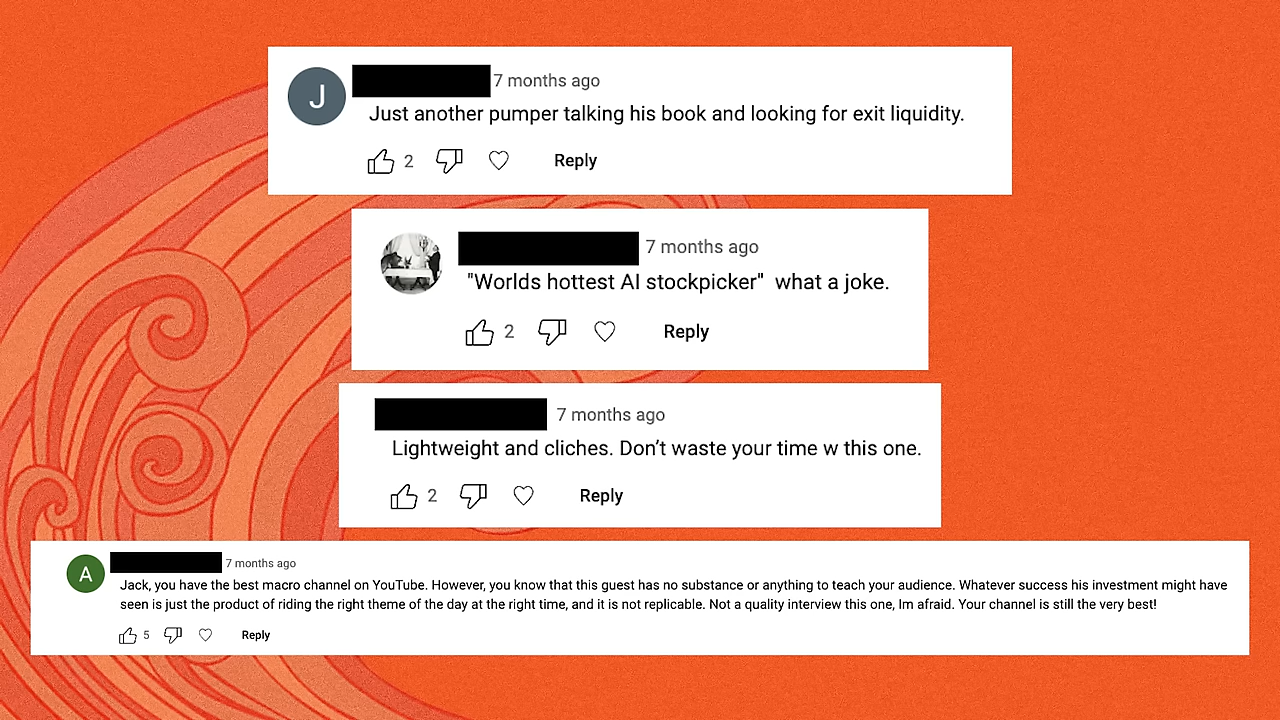 J
7 months ago
Just another pumper talking his book and looking for exit liquidity.
2
Reply
7 months ago
"Worlds hottest AI stockpicker" what a joke.
2
Reply
7 months ago
Lightweight and cliches. Don’t waste your time w this one.
2
Reply
A
7 months ago
Jack, you have the best macro channel on YouTube. However, you know that this guest has no substance or anything to teach your audience. Whatever success his investment might have
seen is just the product of riding the right theme of the day at the right time, and it is not replicable. Not a quality interview this one, Im afraid. Your channel is still the very best!
5
Reply